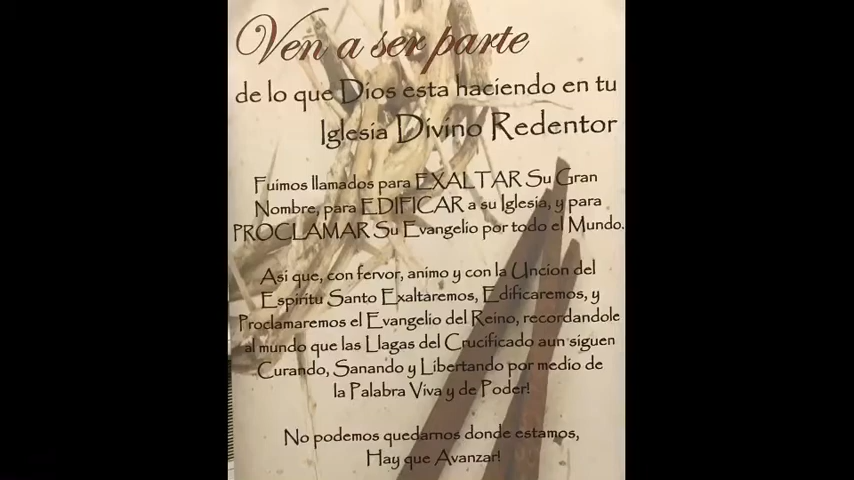 Ven a ser parte
de lo que Dios esta haciendo en tu
Iglesia Divino Redentor
Fuimos llamados para EXALTAR Su Gran
Nombre, para EDIFICAR a su Iglesia, y para
PROCLAMAR Su Evangelio por todo el Mundo.
Asi que, con fervor, animo y con la Uncion del
Espiritu Santo Exaltaremos, Edificaremos, y
Proclamaremos el Evangelio del Reino, recordandole
al mundo que las Llagas del Crucificado aun siguen
Curando, Sanando y Libertando por medio de
la Palabra Viva y de Poder!
No podemos quedarnos donde estamos,
Hay que Avanzar!